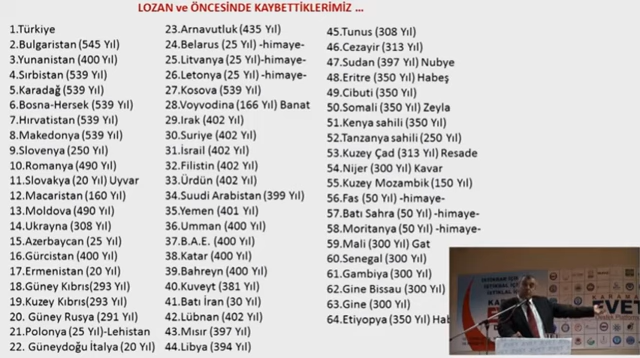 LOZAN ve ÖNCESİNDE KAYBETTİKLERİMİZ …
1.Türkiye
2.Bulgaristan (545 Yıl)
3.Yunanistan (400 Yıl)
4.Sırbistan (539 Yıl)
5.Karadağ (539 Yıl)
6.Bosna-Hersek (539 Yıl)
7.Hırvatistan (539 Yıl)
8.Makedonya (539 Yıl)
9.Slovenya (250 Yıl)
10.Romanya (490 Yıl)
11.Slovakya (20 Yıl) Uyvar
12.Macaristan (160 Yıl)
13.Moldova (490 Yıl)
14.Ukrayna (308 Yıl)
15.Azerbaycan (25 Yıl)
16.Gürcistan (400 Yıl)
17.Ermenistan (20 Yıl)
18.Güney Kıbrıs(293 Yıl)
19.Kuzey Kıbrıs(293 Yıl)
20. Güney Rusya (291 Yıl)
21.Polonya (25 Yıl)-Lehistan
22. Güneydoğu İtalya (20 Yıl)
23.Arnavutluk (435 Yıl)
24.Belarus (25 Yıl) -himaye-
25.Litvanya (25 Yıl)-himaye-
26.Letonya (25 Yıl) -himaye-
27.Kosova (539 Yıl)
28.Voyvodina (166 Yıl) Banat
29.Irak (402 Yıl)
30.Suriye (402 Yıl)
31.İsrail (402 Yıl)
32.Filistin (402 Yıl)
33.Ürdün (402 Yıl)
34.Suudi Arabistan (399 Yıl)
35.Yemen (401 Yıl)
36.Umman (400 Yıl)
37.B.A.E. (400 Yıl)
38.Katar (400 Yıl)
39.Bahreyn (400 Yıl)
40.Kuveyt (381 Yıl)
41.Batı İran (30 Yıl)
42.Lübnan (402 Yıl)
43.Mısır (397 Yıl)
44.Libya (394 Yıl)
45.Tunus (308 Yıl)
46.Cezayir (313 Yıl)
47.Sudan (397 Yıl) Nubye
48.Eritre (350 Yıl) Habeş
49.Cibuti (350 Yıl)
50.Somali (350 Yıl) Zeyla
51.Kenya sahili (350 Yıl)
52.Tanzanya sahili (250 Yıl)
53.Kuzey Çad (313 Yıl) Resade
54.Nijer (300 Yıl) Kavar
55.Kuzey Mozambik (150 Yıl)
56.Fas (50 Yıl) -himaye-
57.Batı Sahra (50 Yıl) -himaye-
58.Moritanya (50 Yıl) -himaye-
59.Mali (300 Yıl) Gat
60.Senegal (300 Yıl)
61.Gambiya (300 Yıl)
62.Gine Bissau (300 Yıl)
63.Gine (300 Yıl)
64.Etiyopya (350 Yıl) Hab
EVET